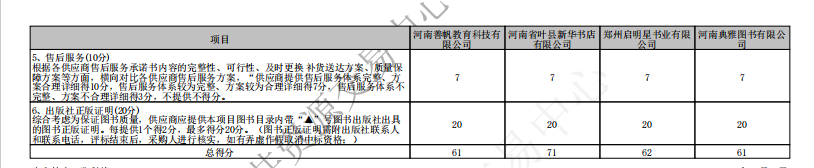 项目 河南善帆教育科技有限公司 河南省叶县新华书店有限公司 郑州启明星书业有限公司 河南典雅图书有限公司
5、售后服务(10分)
根据各供应商售后服务承诺书内容的完整性、可行性、及时更换 补货送达方案、质量保
障方案等方面，横向对比各供应商售后服务方案，“供应商提供售后服务体系完整、方
案合理详细得10分，售后服务体系较为完整、方案较为合理详细得7分，售后服务体系不
完整、方案不合理详细得3分，不提供不得分。
7 7 7 7
6、出版社正版证明(20分)
综合考虑为保证图书质量，供应商应提供本项目图书目录内带“▲”号图书出版社出具
的图书正版证明。每提供1个得2分，最多得分20分。（图书正版证明需附出版社联系人
和联系电话，评标结束后，采购人进行核实，如有弄虚作假取消中标资格；）
20 20 20 20
总得分 61 71 62 61